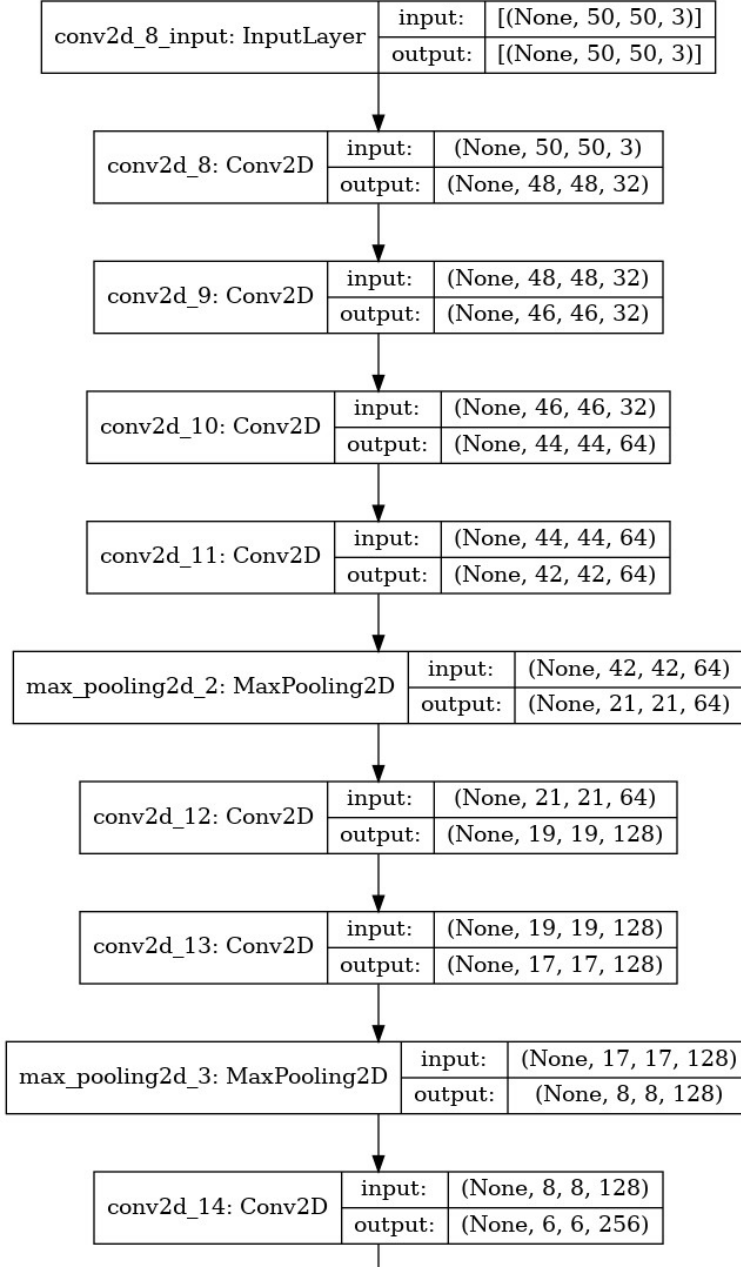 conv2d_8_input: InputLayer
input: [(None, 50, 50, 3)]
output: [(None, 50, 50, 3)]
conv2d_8: Conv2D
input: (None, 50, 50, 3)
output: (None, 48, 48, 32)
conv2d_9: Conv2D
input: (None, 48, 48, 32)
output: (None, 46, 46, 32)
conv2d_10: Conv2D
input: (None, 46, 46, 32)
output: (None, 44, 44, 64)
conv2d_11: Conv2D
input: (None, 44, 44, 64)
output: (None, 42, 42, 64)
max_pooling2d_2: MaxPooling2D
input: (None, 42, 42, 64)
output: (None, 21, 21, 64)
conv2d_12: Conv2D
input: (None, 21, 21, 64)
output: (None, 19, 19, 128)
conv2d_13: Conv2D
input: (None, 19, 19, 128)
output: (None, 17, 17, 128)
max_pooling2d_3: MaxPooling2D
input: (None, 17, 17, 128)
output: (None, 8, 8, 128)
conv2d_14: Conv2D
input: (None, 8, 8, 128)
output: (None, 6, 6, 256)